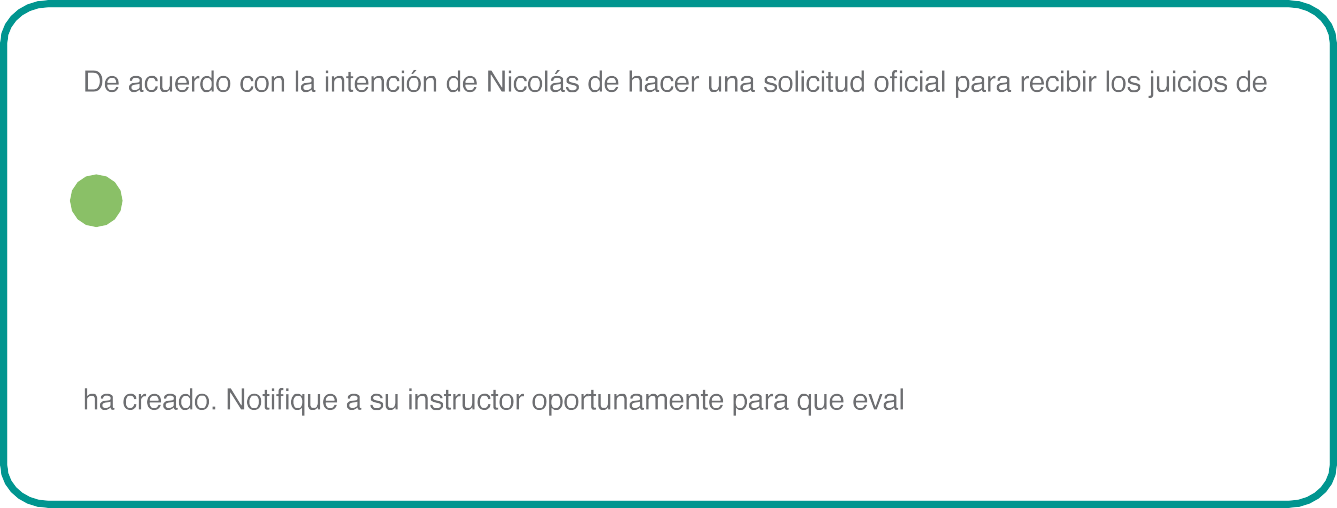 De acuerdo con la intención de Nicolás de hacer una solicitud oficial para recibir los juicios de
ha creado. Notifique a su instructor oportunamente para que eval